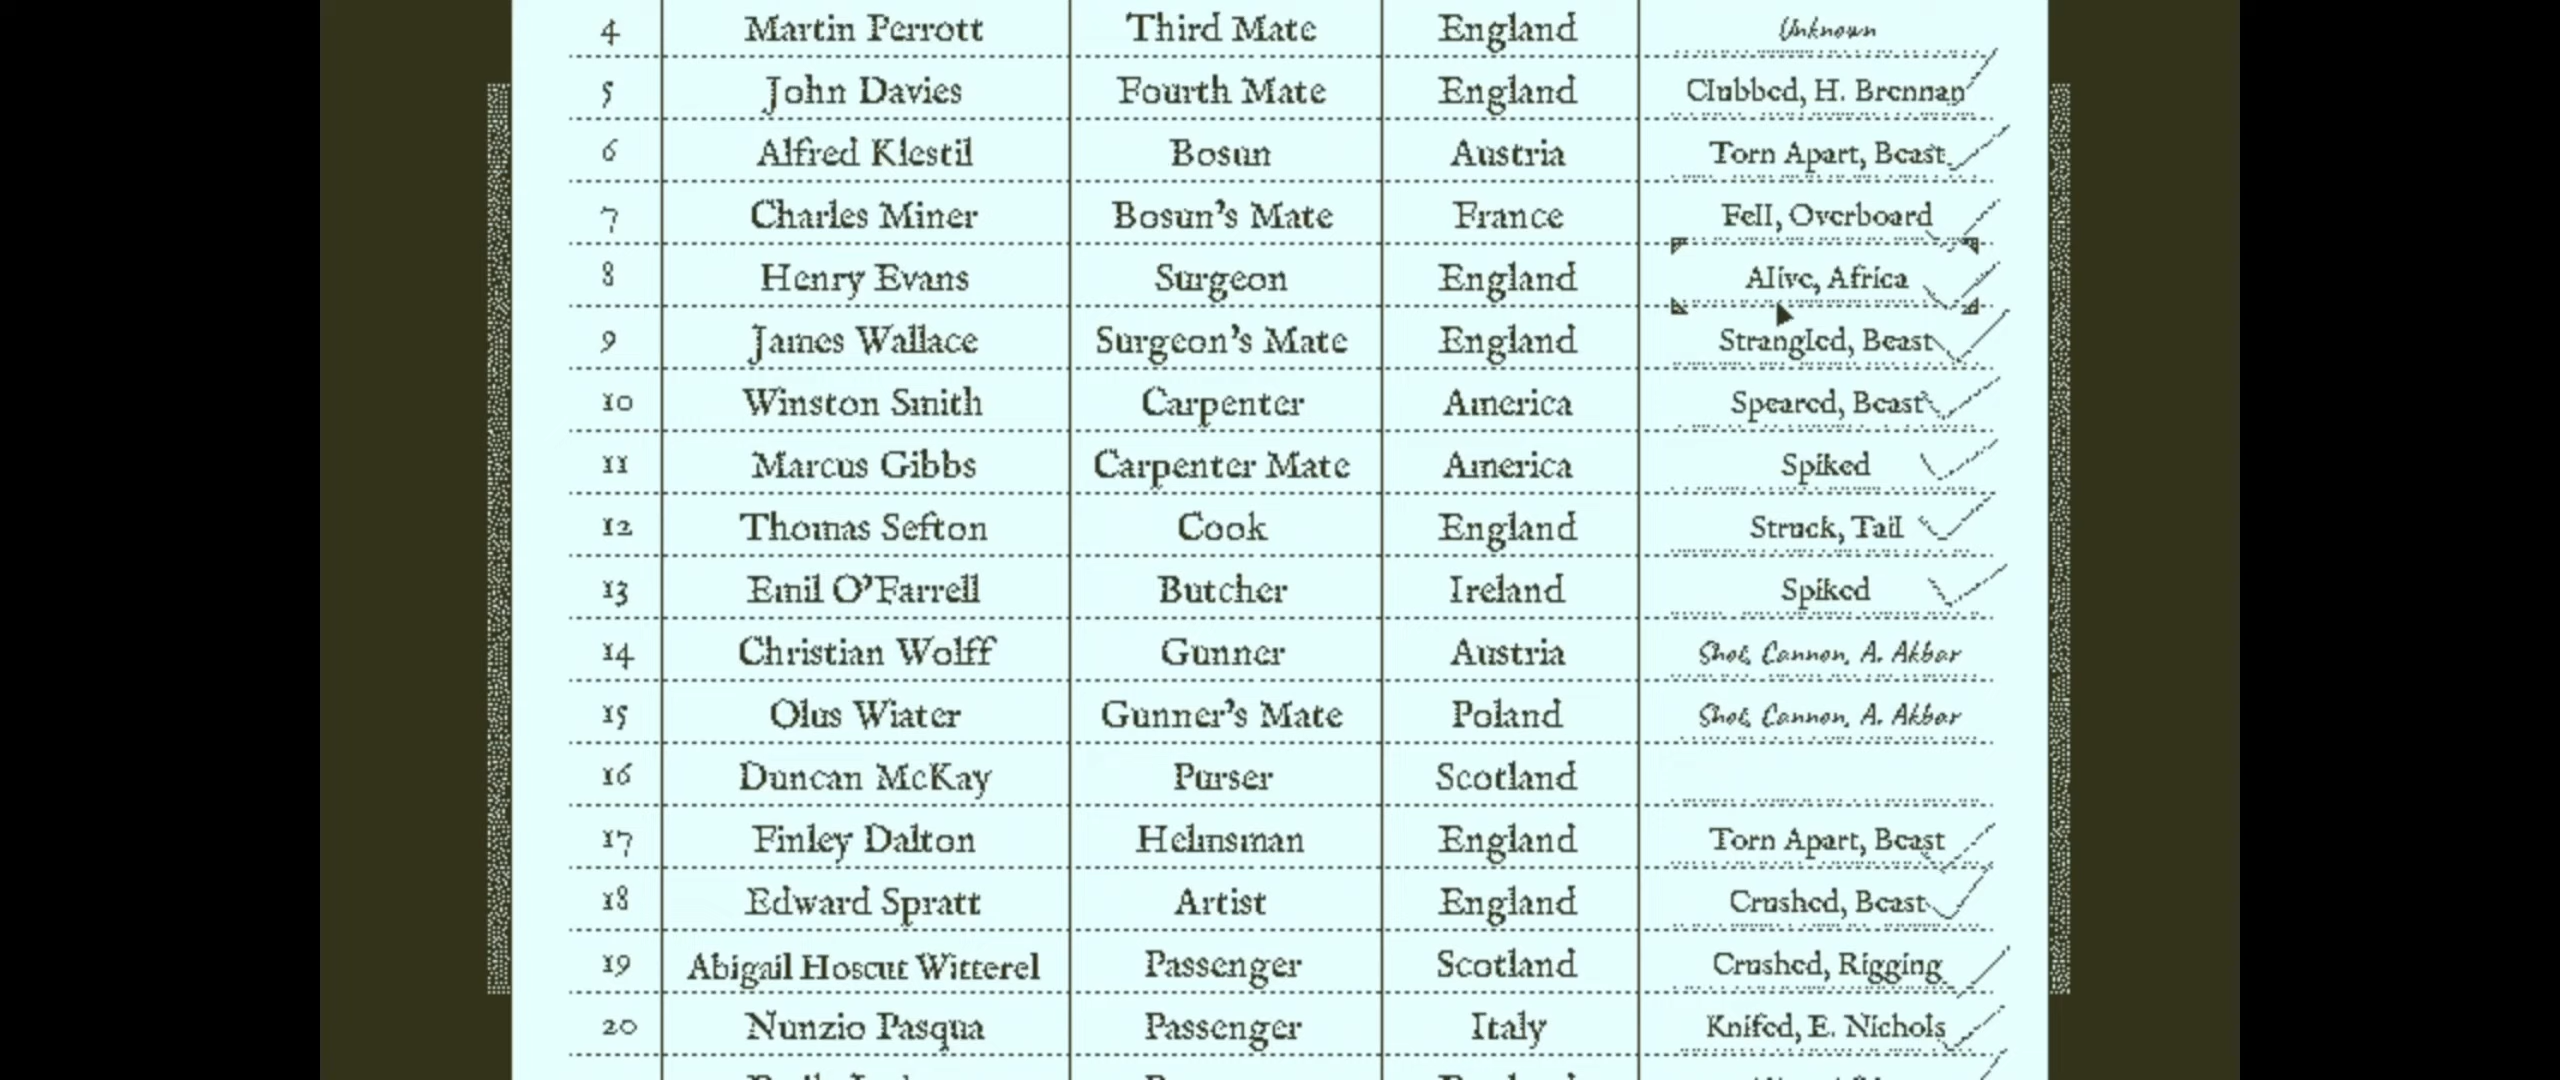 4 Martin Perrott Third Mate England Unknown
5 John Davies Fourth Mate England Clubbed, H. Brennan
6 Alfred Klestil Bosun Austria Torn Apart, Beast
7 Charles Miner Bosun's Mate France Fell, Overboard
8 Henry Evans Surgeon England Alive, Africa
9 James Wallace Surgeon's Mate England Strangled, Beast
10 Winston Smith Carpenter America Speared, Beast
11 Marcus Gibbs Carpenter Mate America Spiked
12 Thomas Sefton Cook England Struck, Tail
13 Emil O'Farrell Butcher Ireland Spiked
14 Christian Wolff Gunner Austria Shot, Cannon, A. Akbar
15 Olus Wiater Gunner's Mate Poland Shot, Cannon, A. Akbar
16 Duncan McKay Purser Scotland
17 Finley Dalton Helmsman England Torn Apart, Beast
18 Edward Spratt Artist England Crushed, Beast
19 Abigail Hoscut Witterel Passenger Scotland Crushed, Rigging
20 Nunzio Pasqua Passenger Italy Knifed, E. Nichols